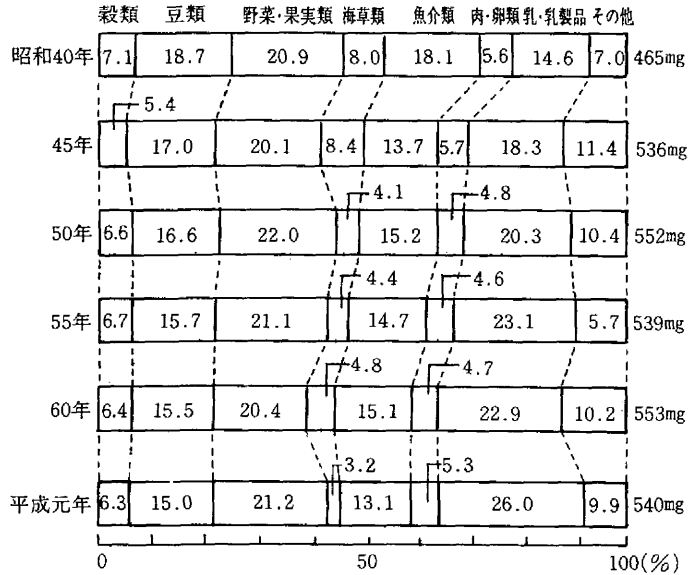 穀類 豆類 野菜・果実類 海草類 魚介類 肉・卵類 乳・乳製品 その他
昭和40年 7.1 18.7 20.9 8.0 18.1 5.6 14.6 7.0 465mg
5.4
45年 17.0 20.1 8.4 13.7 5.7 18.3 11.4 536mg
4.1 4.8
50年 6.6 16.6 22.0 15.2 20.3 10.4 552mg
4.4 4.6
55年 6.7 15.7 21.1 14.7 23.1 5.7 539mg
4.8 4.7
60年 6.4 15.5 20.4 15.1 22.9 10.2 553mg
3.2 5.3
平成元年 6.3 15.0 21.2 13.1 26.0 9.9 540mg
0 50 100(%)